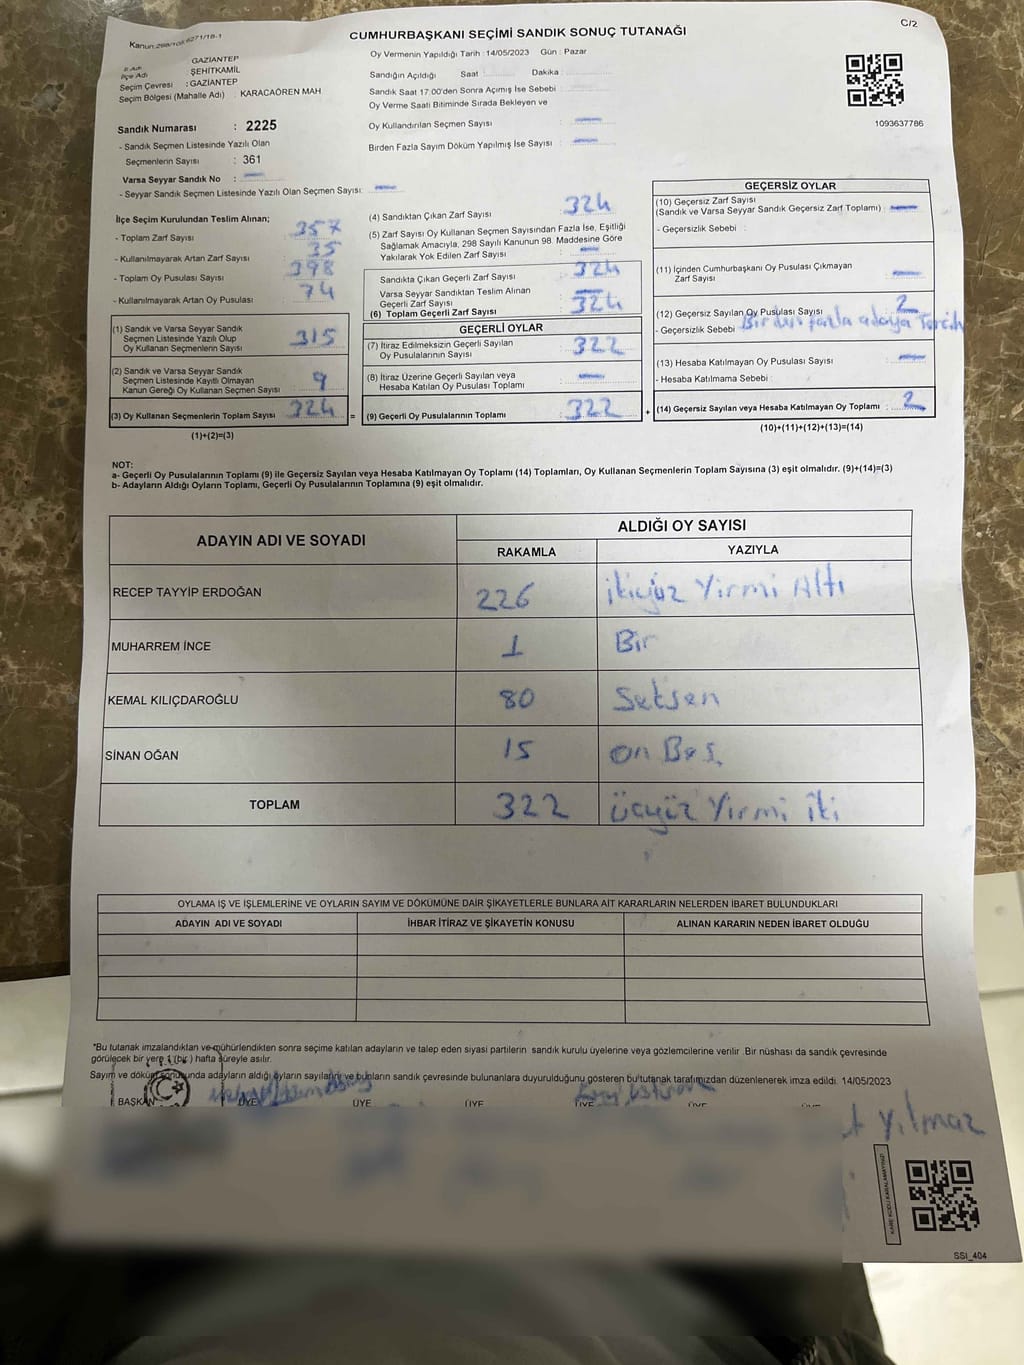 Kanun:298/105,6271/18-1
CUMHURBAŞKANI SEÇİMİ SANDIK SONUÇ TUTANAĞI
C/2
İl Adı : GAZİANTEP
İlçe Adı : ŞEHİTKAMİL
Seçim Çevresi : GAZİANTEP
Seçim Bölgesi (Mahalle Adı) : KARACAÖREN MAH
Sandık Numarası : 2225
- Sandık Seçmen Listesinde Yazılı Olan
Seçmenlerin Sayısı : 361
Varsa Seyyar Sandık No :
- Seyyar Sandık Seçmen Listesinde Yazılı Olan Seçmen Sayısı:
Oy Vermenin Yapıldığı Tarih : 14/05/2023 Gün : Pazar
Sandığın Açıldığı Saat Dakika
Sandık Saat 17:00'den Sonra Açımış İse Sebebi :
Oy Verme Saati Bitiminde Sırada Bekleyen ve
Oy Kullandırılan Seçmen Sayısı :
Birden Fazla Sayım Döküm Yapılmış İse Sayısı :
1093637786
İlçe Seçim Kurulundan Teslim Alınan;
- Toplam Zarf Sayısı : 357
- Kullanılmayarak Artan Zarf Sayısı : 35
- Toplam Oy Pusulası Sayısı : 398
- Kullanılmayarak Artan Oy Pusulası : 74
(1) Sandık ve Varsa Seyyar Sandık
Seçmen Listesinde Yazılı Olup
Oy Kullanan Seçmenlerin Sayısı : 315
(2) Sandık ve Varsa Seyyar Sandık
Seçmen Listesinde Kayıtlı Olmayan
Kanun Gereği Oy Kullanan Seçmen Sayısı : 9
(3) Oy Kullanan Seçmenlerin Toplam Sayısı : 324
(1)+(2)=(3)
=
(4) Sandıktan Çıkan Zarf Sayısı : 324
(5) Zarf Sayısı Oy Kullanan Seçmen Sayısından Fazla İse, Eşitliği
Sağlamak Amacıyla, 298 Sayılı Kanunun 98. Maddesine Göre
Yakılarak Yok Edilen Zarf Sayısı :
Sandıkta Çıkan Geçerli Zarf Sayısı : 324
Varsa Seyyar Sandıktan Teslim Alınan
Geçerli Zarf Sayısı :
(6) Toplam Geçerli Zarf Sayısı : 324
GEÇERLİ OYLAR
(7) İtiraz Edilmeksizin Geçerli Sayılan
Oy Pusulalarının Sayısı : 322
(8) İtiraz Üzerine Geçerli Sayılan veya
Hesaba Katılan Oy Pusulaları Toplamı :
(9) Geçerli Oy Pusulalarının Toplamı : 322
+
GEÇERSİZ OYLAR
(10) Geçersiz Zarf Sayısı
(Sandık ve Varsa Seyyar Sandık Geçersiz Zarf Toplamı) :
- Geçersizlik Sebebi :
(11) İçinden Cumhurbaşkanı Oy Pusulası Çıkmayan
Zarf Sayısı :
(12) Geçersiz Sayılan Oy Pusulası Sayısı : 2
- Geçersizlik Sebebi : Birden fazla adaya Tercih
(13) Hesaba Katılmayan Oy Pusulası Sayısı :
- Hesaba Katılmama Sebebi :
(14) Geçersiz Sayılan veya Hesaba Katılmayan Oy Toplamı : 2
(10)+(11)+(12)+(13)=(14)
NOT:
a- Geçerli Oy Pusulalarının Toplamı (9) ile Geçersiz Sayılan veya Hesaba Katılmayan Oy Toplamı (14) Toplamları, Oy Kullanan Seçmenlerin Toplam Sayısına (3) eşit olmalıdır. (9)+(14)=(3)
b- Adayların Aldığı Oyların Toplamı, Geçerli Oy Pusulalarının Toplamına (9) eşit olmalıdır.
ADAYIN ADI VE SOYADI
ALDIĞI OY SAYISI
RAKAMLA YAZIYLA
RECEP TAYYİP ERDOĞAN 226 ikiyüz Yirmi Altı
MUHARREM İNCE 1 Bir
KEMAL KILIÇDAROĞLU 80 Seksen
SİNAN OĞAN 15 on Beş
TOPLAM 322 üçyüz Yirmi iki
OYLAMA İŞ VE İŞLEMLERİNE VE OYLARIN SAYIM VE DÖKÜMÜNE DAİR ŞİKAYETLERLE BUNLARA AİT KARARLARIN NELERDEN İBARET BULUNDUKLARI
ADAYIN ADI VE SOYADI İHBAR İTİRAZ VE ŞİKAYETİN KONUSU ALINAN KARARIN NEDEN İBARET OLDUĞU
*Bu tutanak imzalandıktan ve mühürlendikten sonra seçime katılan adayların ve talep eden siyasi partilerin sandık kurulu üyelerine veya gözlemcilerine verilir .Bir nüshası da sandık çevresinde
görülecek bir yere 1 (bir ) hafta süreyle asılır.
Sayım ve döküm sonunda adayların aldığı oyların sayılarını ve bunların sandık çevresinde bulunanlara duyurulduğunu gösteren bu tutanak tarafımızdan düzenlenerek imza edildi. 14/05/2023
BAŞKAN ÜYE ÜYE ÜYE ÜYE ÜYE ÜYE
Yılmaz
KARE KODU KARALAMAYINIZ!
SSİ_404